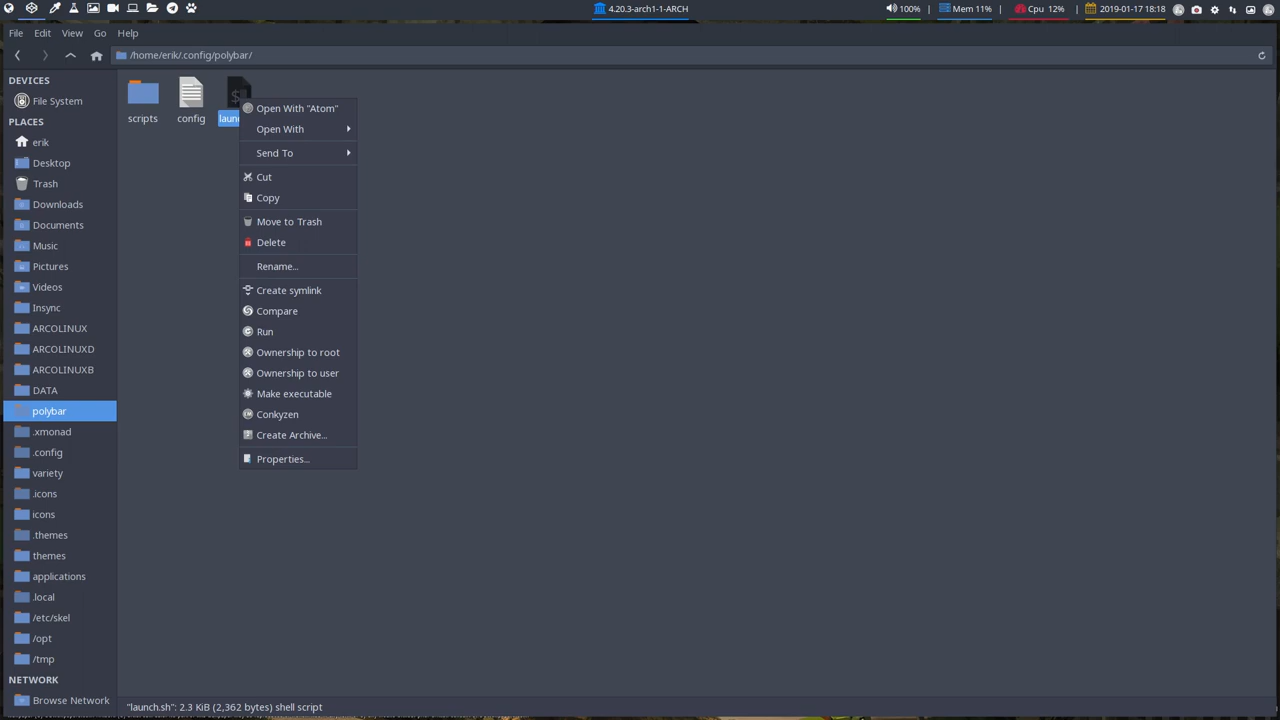 4.20.3-arch1-1-ARCH
100%
|
Mem 11%
|
Cpu 12%
|
2019-01-17 18:18
File
Edit
View
Go
Help
/home/erik/.config/polybar/
DEVICES
File System
PLACES
erik
Desktop
Trash
Downloads
Documents
Music
Pictures
Videos
Insync
ARCOLINUX
ARCOLINUXD
ARCOLINUXB
DATA
polybar
.xmonad
.config
variety
.icons
icons
.themes
themes
applications
.local
/etc/skel
/opt
/tmp
NETWORK
Browse Network
scripts
config
laun
Open With "Atom"
Open With
Send To
Cut
Copy
Move to Trash
Delete
Rename...
Create symlink
Compare
Run
Ownership to root
Ownership to user
Make executable
Conkyzen
Create Archive...
Properties...
"launch.sh": 2.3 KiB (2,362 bytes) shell script